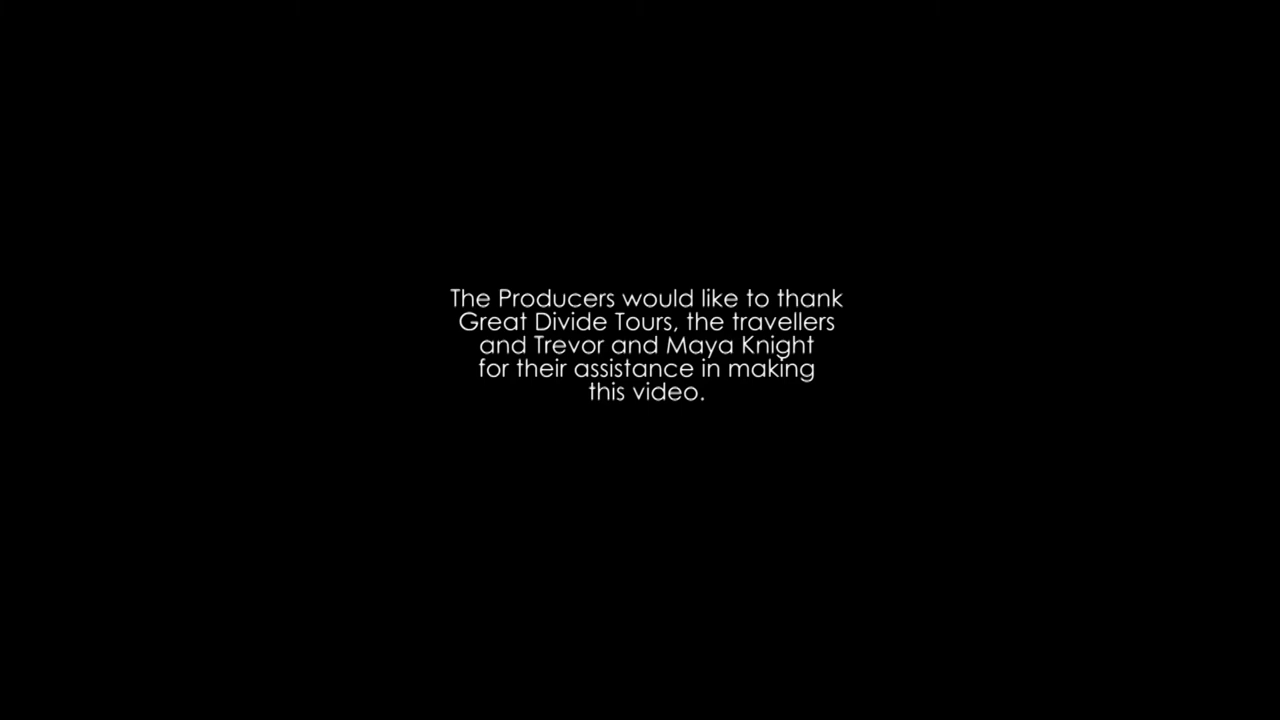 The Producers would like to thank
Great Divide Tours, the travellers
and Trevor and Maya Knight
for their assistance in making
this video.